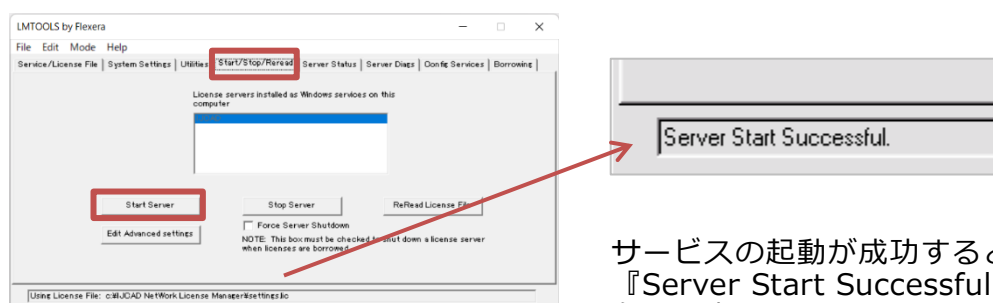 LMTOOLS by Flexera
File Edit Mode Help
Service/License File System Settings Utilities Start/Stop/Reread Server Status Server Diags Config Services Borrowing
License servers installed as Windows services on this
computer
Start Server
Stop Server
ReRead License File
Edit Advanced settings
Force Server Shutdown
NOTE: This box must be checked to shut down a license server
when licenses are borrowed.
Using License File: c:¥IJCAD NetWork License Manager¥settings.lic
Server Start Successful.
サービスの起動が成功すると
『Server Start Successful